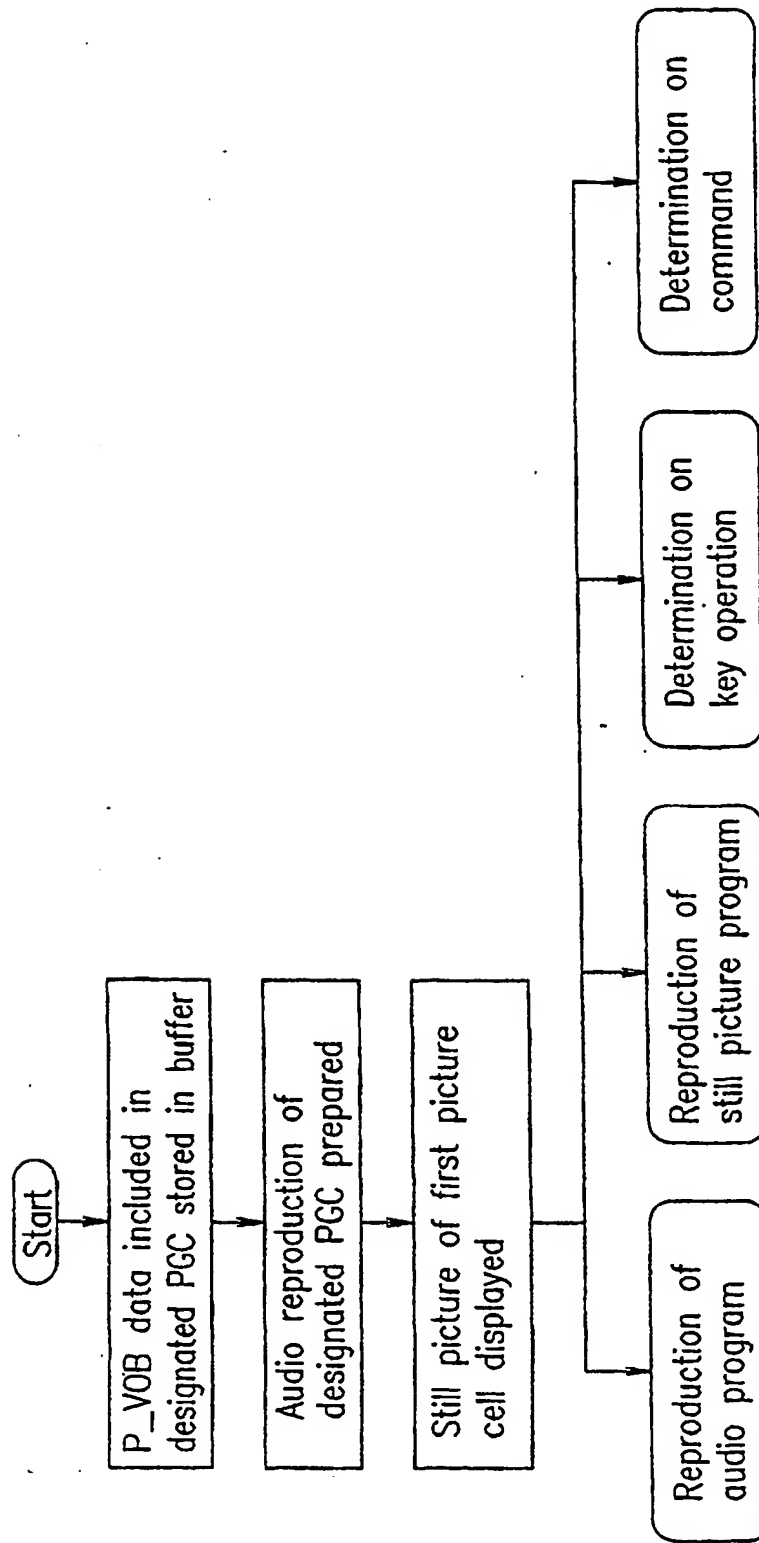 Start
P_VOB data included in
designated PGC stored in buffer
Audio reproduction of
designated PGC prepared
Still picture of first picture
cell displayed
Reproduction of
audio program
Reproduction of
still picture program
Determination on
key operation
Determination on
command